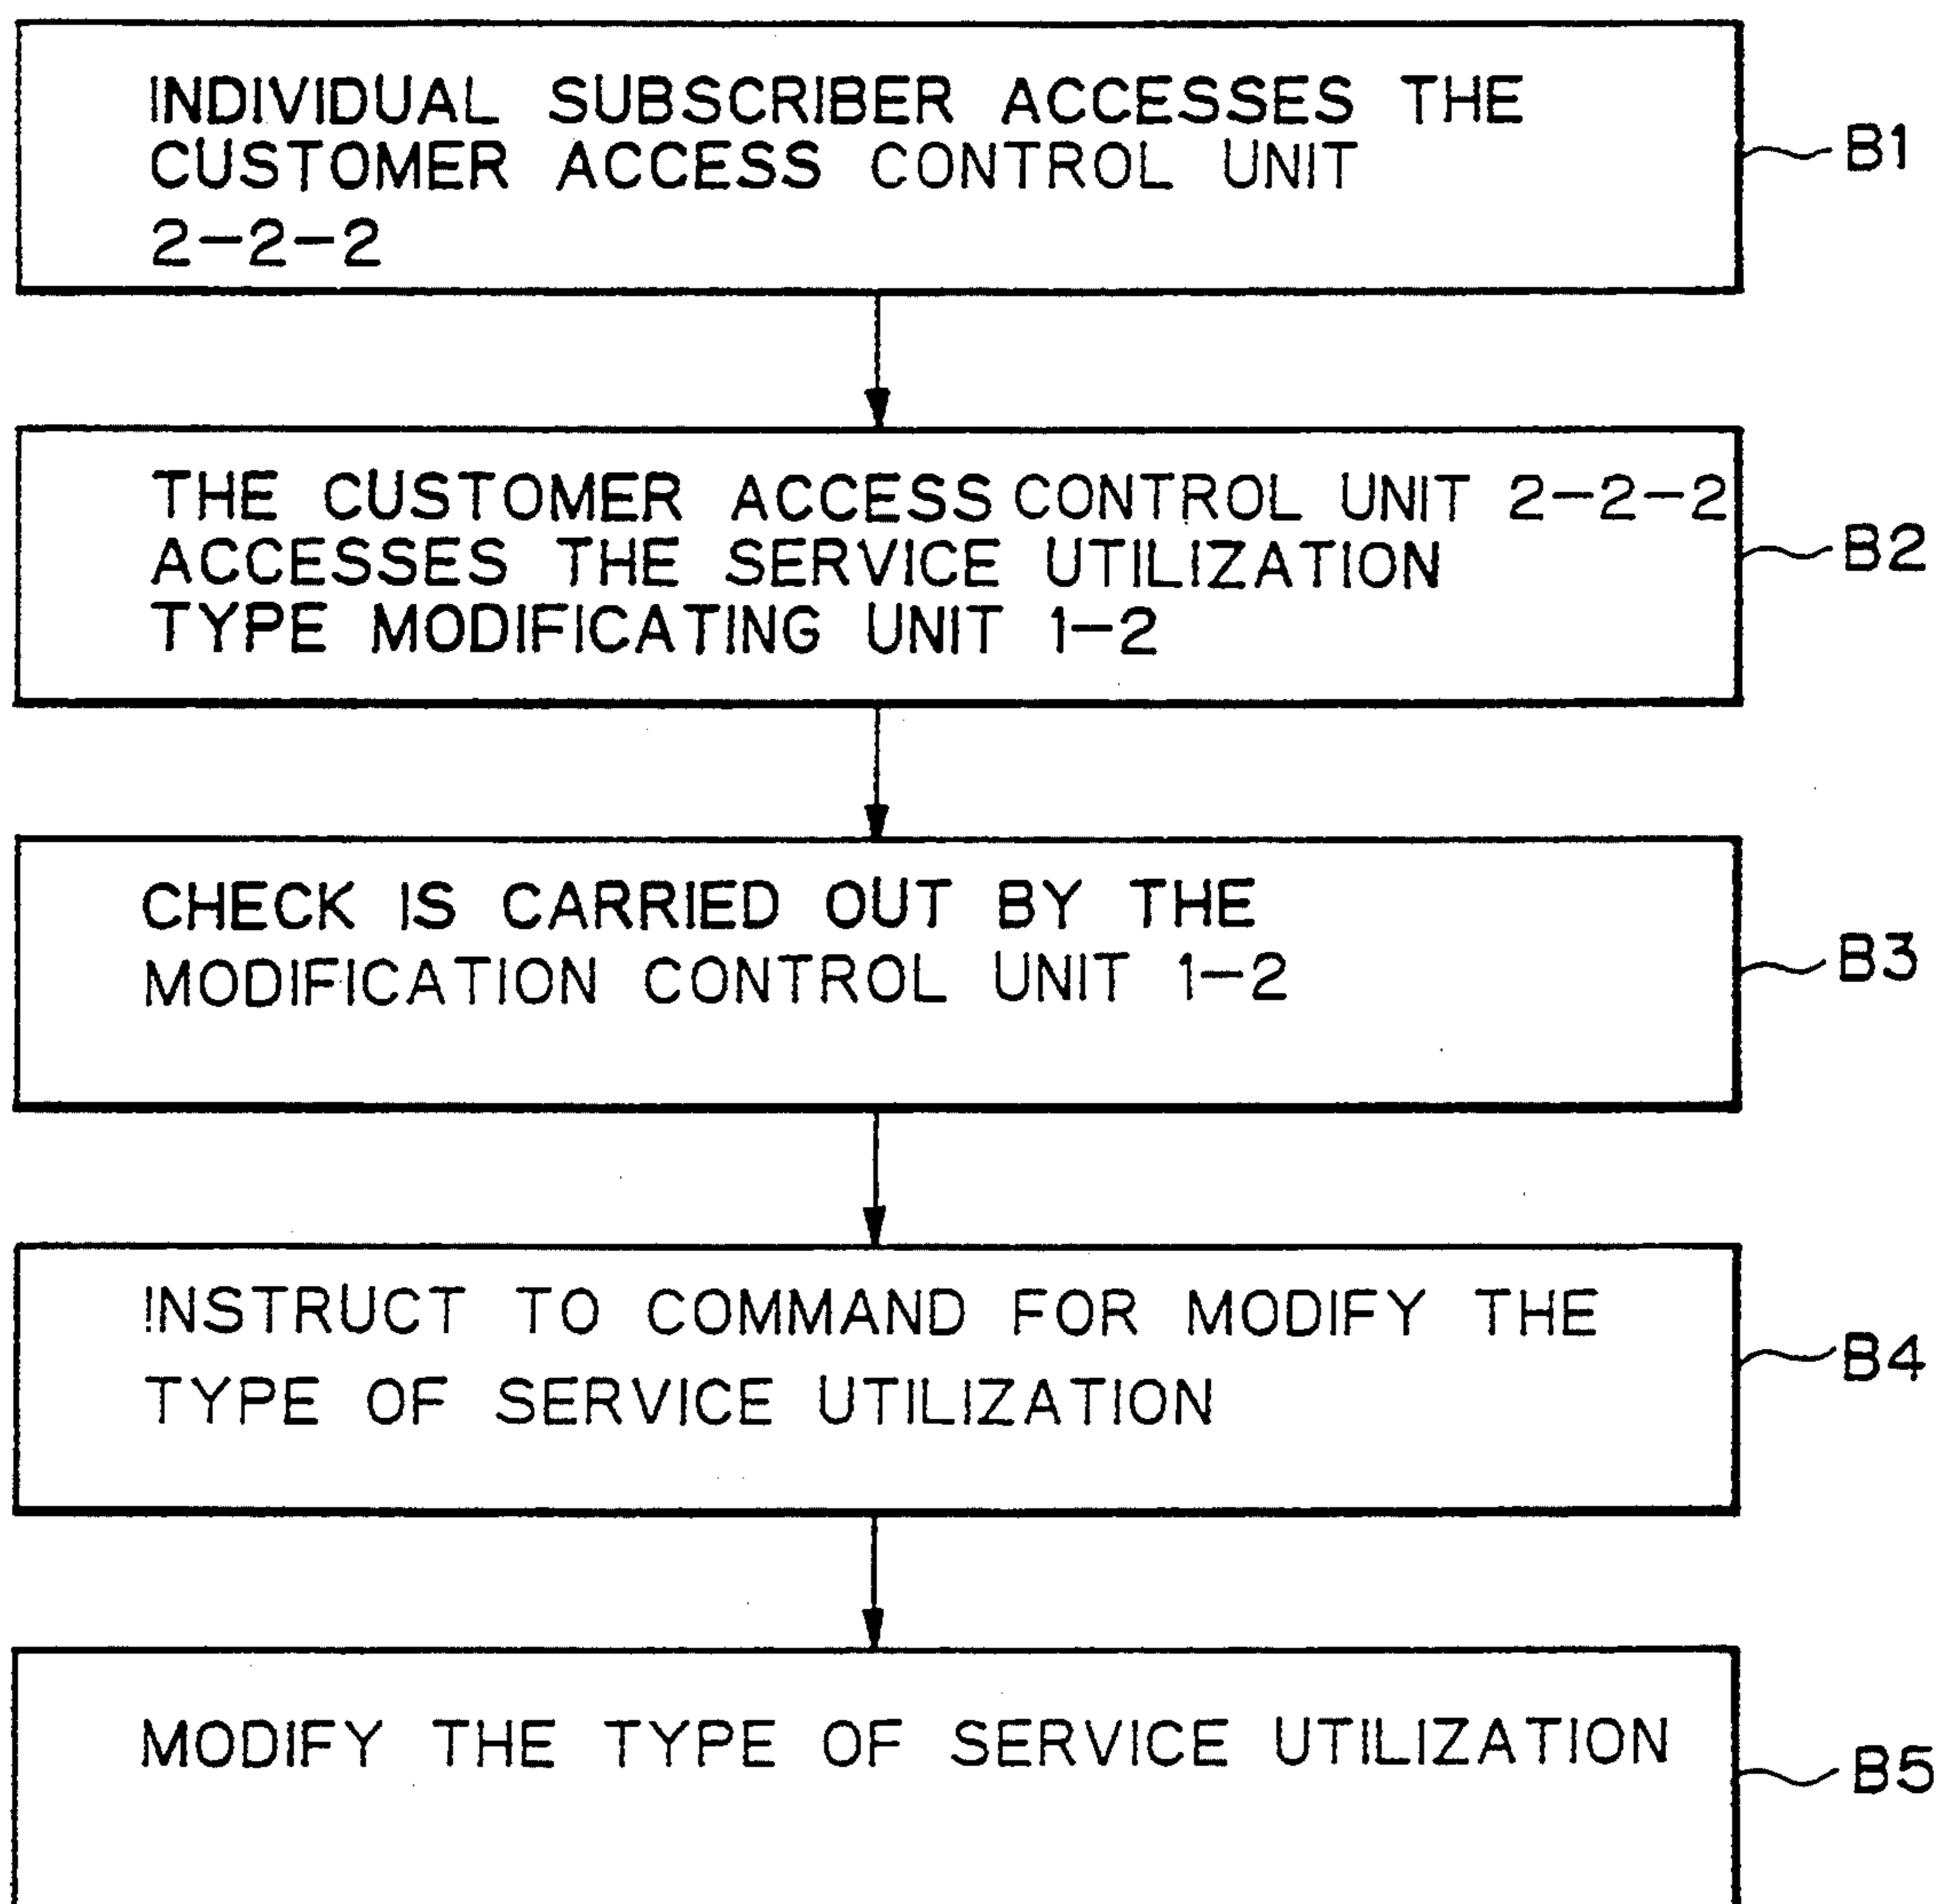 INDIVIDUAL SUBSCRIBER ACCESSES THE
CUSTOMER ACCESS CONTROL UNIT
2-2-2
B1
THE CUSTOMER ACCESS CONTROL UNIT 2-2-2
ACCESSES THE SERVICE UTILIZATION
TYPE MODIFICATING UNIT 1-2
B2
CHECK IS CARRIED OUT BY THE
MODIFICATION CONTROL UNIT 1-2
B3
INSTRUCT TO COMMAND FOR MODIFY THE
TYPE OF SERVICE UTILIZATION
B4
MODIFY THE TYPE OF SERVICE UTILIZATION
B5